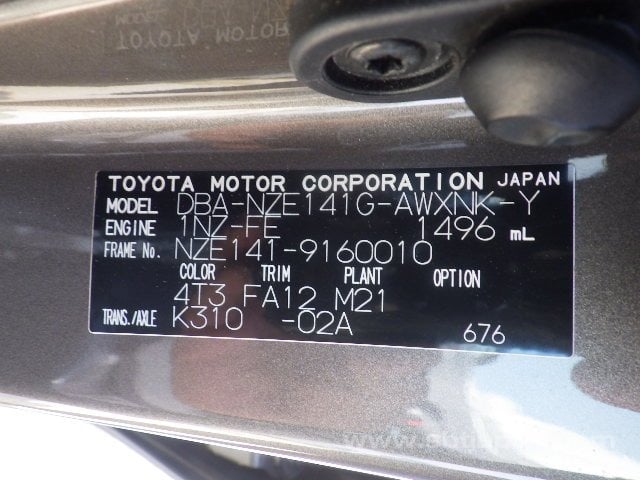 TOYOTA MOTOR CORPORATION JAPAN
MODEL DBA-NZE141G-AWXNK-Y
ENGINE 1NZ-FE 1496 mL
FRAME No. NZE141-9160010
COLOR TRIM PLANT OPTION
4T3 FA12 M21
TRANS./AXLE K310 -02A
676